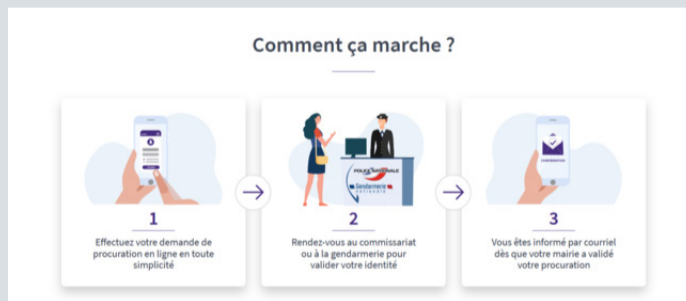 Comment ça marche ?
POLICE NATIONALE
Gendarmerie
nationale
CONFIRMATION
1
Effectuez votre demande de
procuration en ligne en toute
simplicité
2
Rendez-vous au commissariat
ou à la gendarmerie pour
valider votre identité
3
Vous êtes informé par courriel
dès que votre mairie a validé
votre procuration